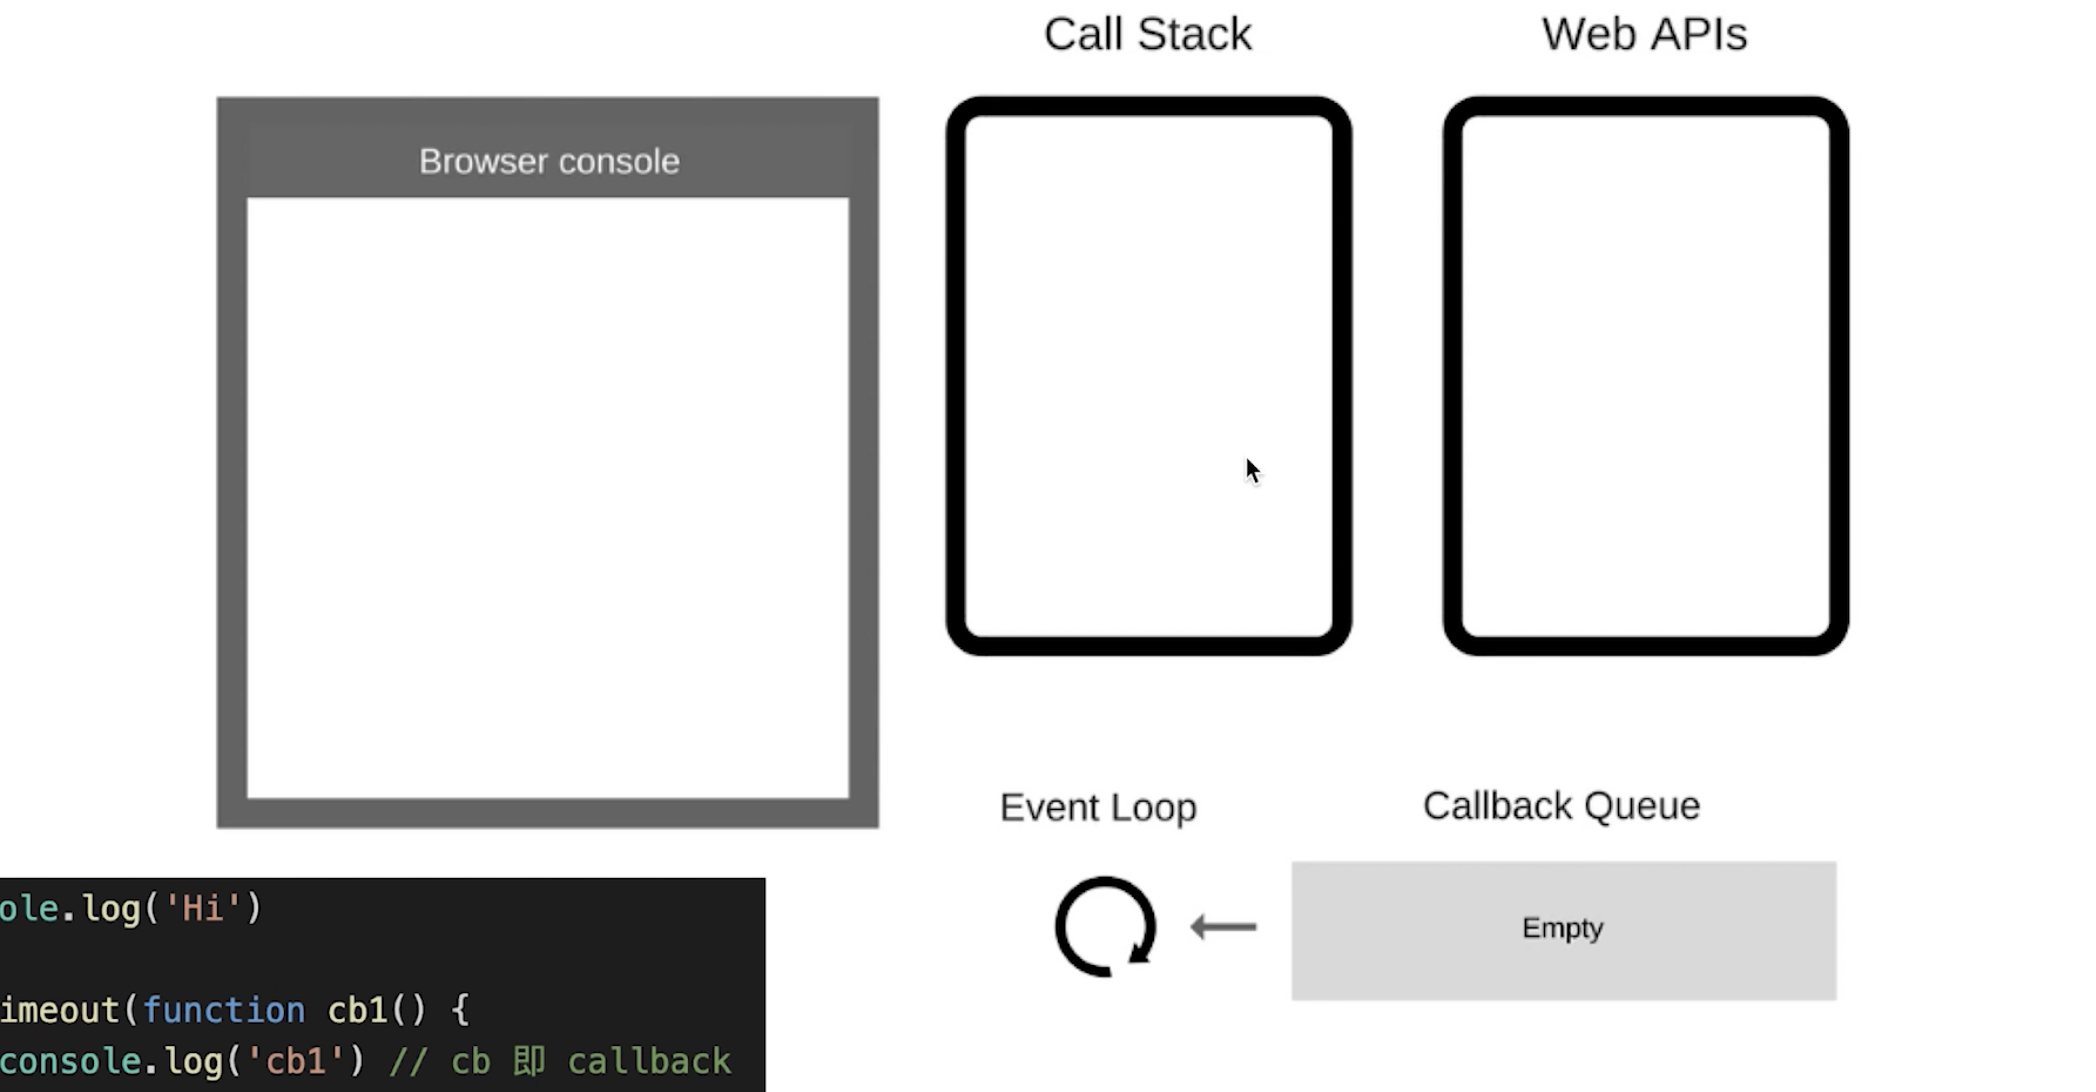 Call Stack
Web APIs
Browser console
Event Loop
Callback Queue
Empty
ole.log('Hi')
imeout(function cb1() {
console.log('cb1') // cb 即 callback